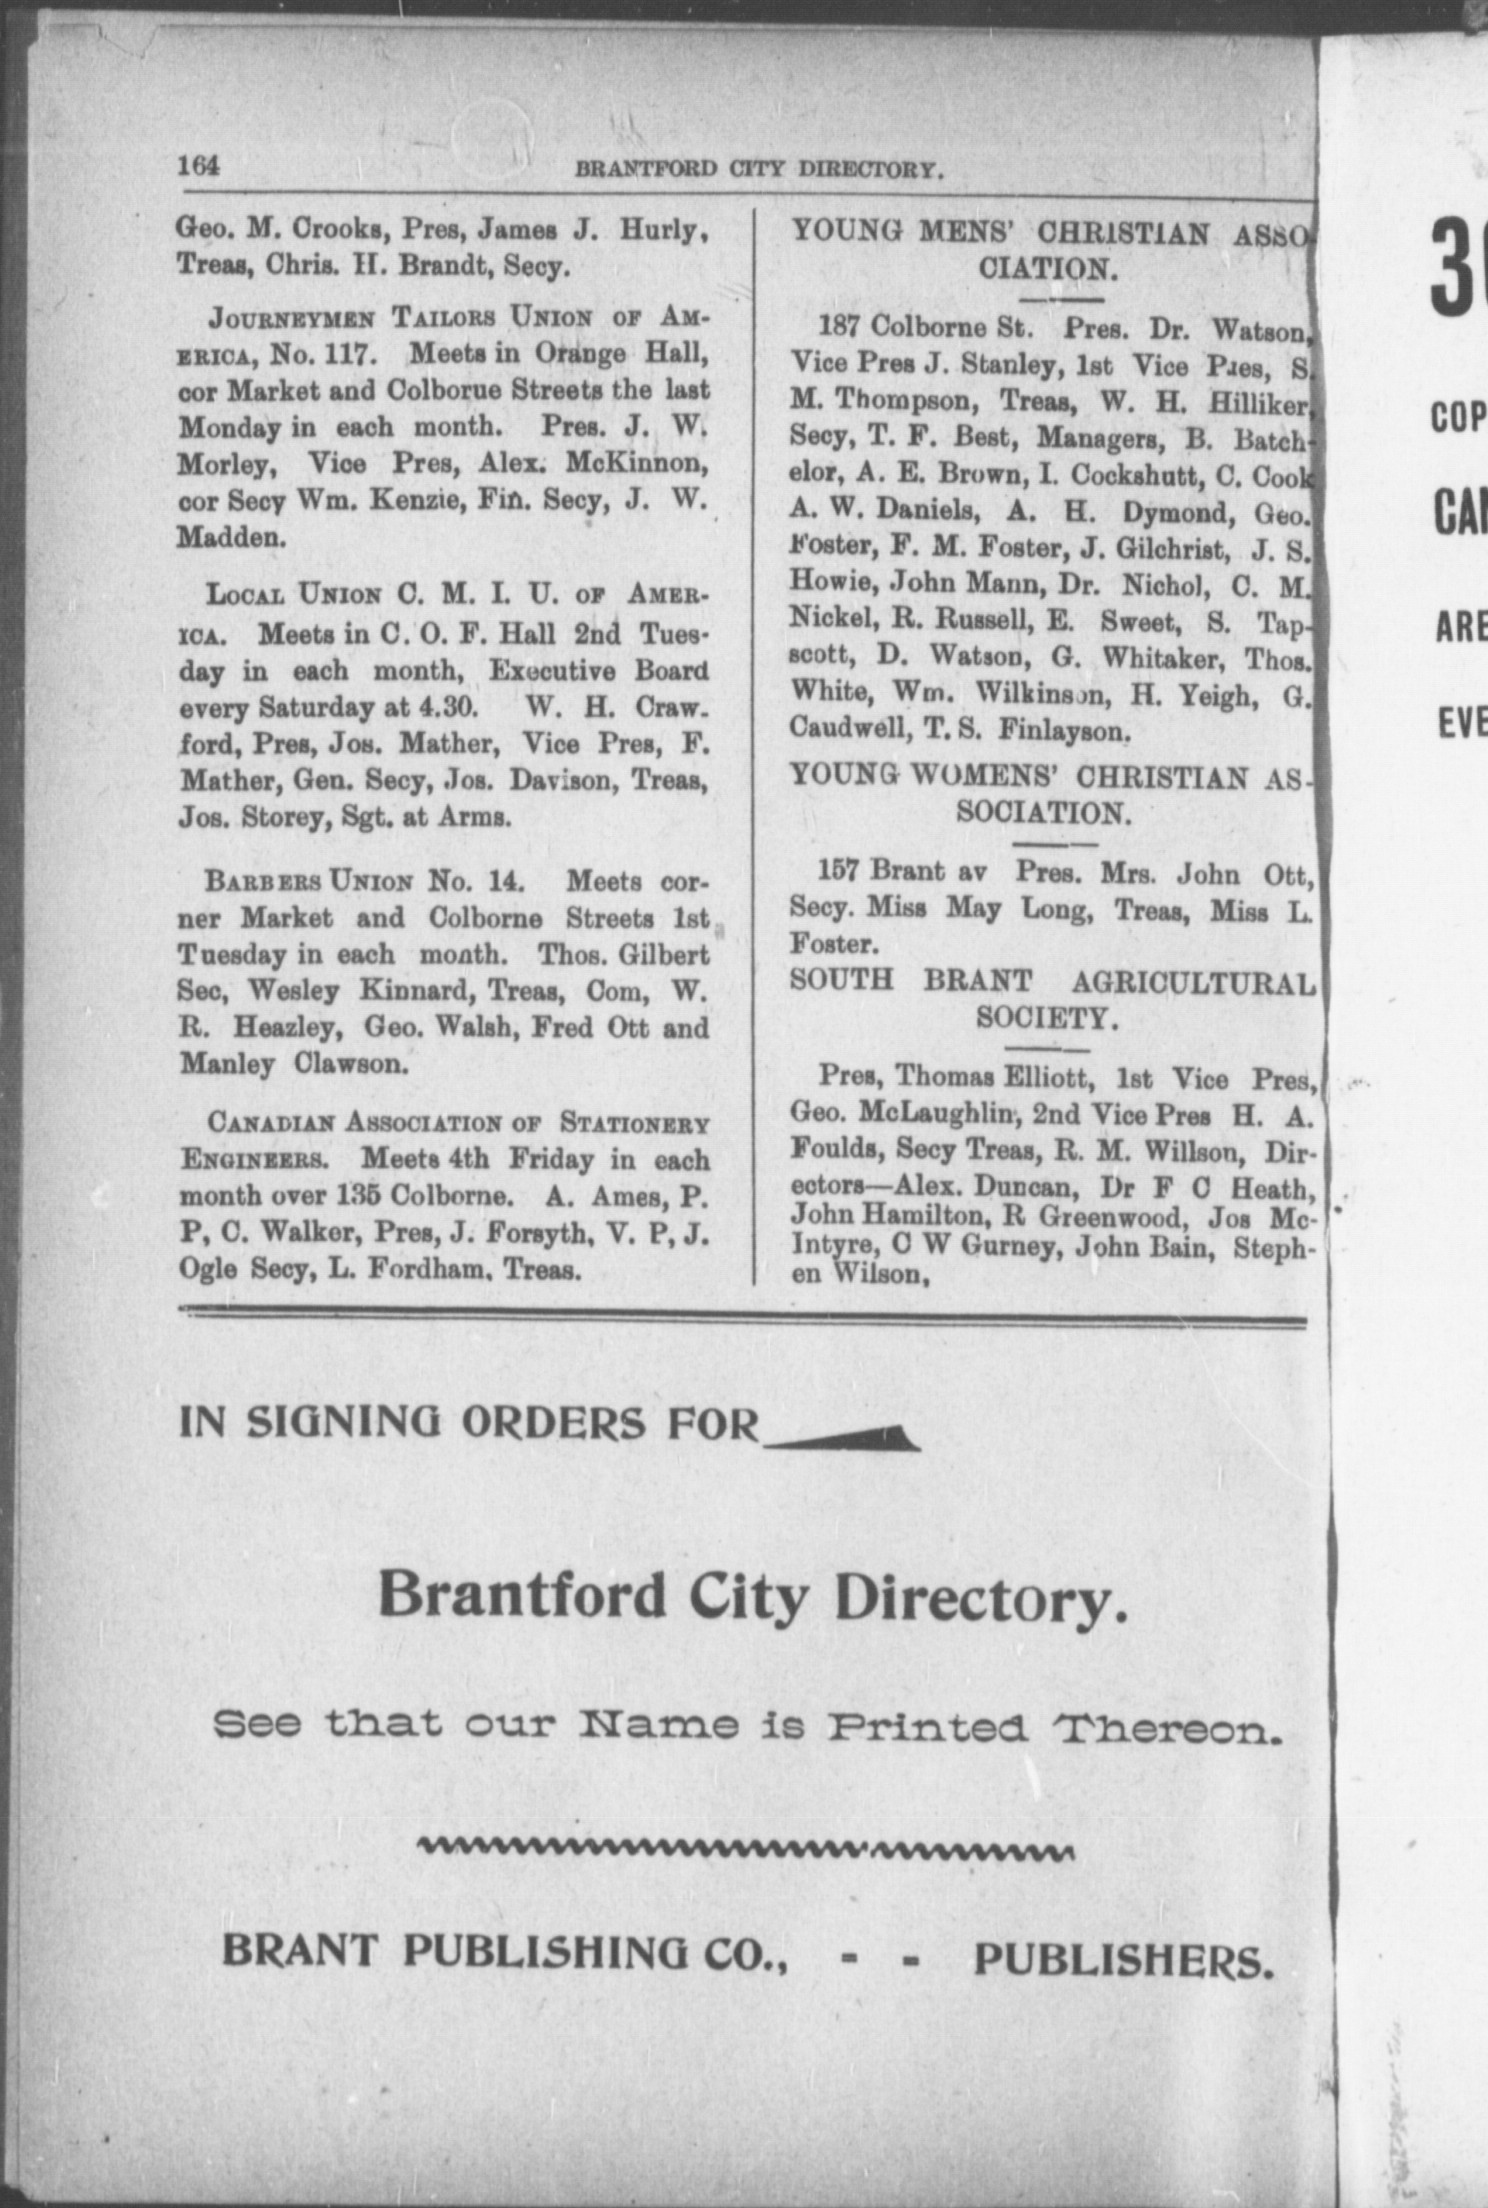 164 BRANTFORD CITY DIRECTORY.
Geo. M. Crooks, Pres, James J. Hurly,
Treas, Chris. H. Brandt, Secy.
JOURNEYMEN TAILORS UNION OF AM-
ERICA, No. 117. Meets in Orange Hall,
cor Market and Colborue Streets the last
Monday in each month. Pres. J. W.
Morley, Vice Pres, Alex. McKinnon,
cor Secy Wm. Kenzie, Fin. Secy, J. W.
Madden.
LOCAL UNION C. M. I. U. OF AMER-
ICA. Meets in C. O. F. Hall 2nd Tues-
day in each month, Executive Board
every Saturday at 4.30. W. H. Craw-
ford, Pres, Jos. Mather, Vice Pres, F.
Mather, Gen. Secy, Jos. Davison, Treas,
Jos. Storey, Sgt. at Arms.
BARBERS UNION No. 14. Meets cor-
ner Market and Colborne Streets 1st
Tuesday in each month. Thos. Gilbert
Sec, Wesley Kinnard, Treas, Com, W.
R. Heazley, Geo. Walsh, Fred Ott and
Manley Clawson.
CANADIAN ASSOCIATION OF STATIONERY
ENGINEERS. Meets 4th Friday in each
month over 135 Colborne. A. Ames, P.
P, C. Walker, Pres, J. Forsyth, V. P, J.
Ogle Secy, L. Fordham, Treas.
YOUNG MENS' CHRISTIAN ASSO
CIATION.
187 Colborne St. Pres. Dr. Watson,
Vice Pres J. Stanley, 1st Vice Pres, S.
M. Thompson, Treas, W. H. Hilliker,
Secy, T. F. Best, Managers, B. Batch-
elor, A. E. Brown, I. Cockshutt, C. Cook
A. W. Daniels, A. H. Dymond, Geo.
Foster, F. M. Foster, J. Gilchrist, J. S.
Howie, John Mann, Dr. Nichol, C. M.
Nickel, R. Russell, E. Sweet, S. Tap-
scott, D. Watson, G. Whitaker, Thos.
White, Wm. Wilkinson, H. Yeigh, G.
Caudwell, T. S. Finlayson.
YOUNG WOMENS' CHRISTIAN AS-
SOCIATION.
157 Brant av Pres. Mrs. John Ott,
Secy. Miss May Long, Treas, Miss L.
Foster.
SOUTH BRANT AGRICULTURAL
SOCIETY.
Pres, Thomas Elliott, 1st Vice Pres,
Geo. McLaughlin, 2nd Vice Pres H. A.
Foulds, Secy Treas, R. M. Willson, Dir-
ectors—Alex. Duncan, Dr F C Heath,
John Hamilton, R Greenwood, Jos Mc-
Intyre, C W Gurney, John Bain, Steph-
en Wilson,
IN SIGNING ORDERS FOR
Brantford City Directory.
See that our Name is Printed Thereon.
BRANT PUBLISHING CO., - - PUBLISHERS.
COP
ARE
EVE